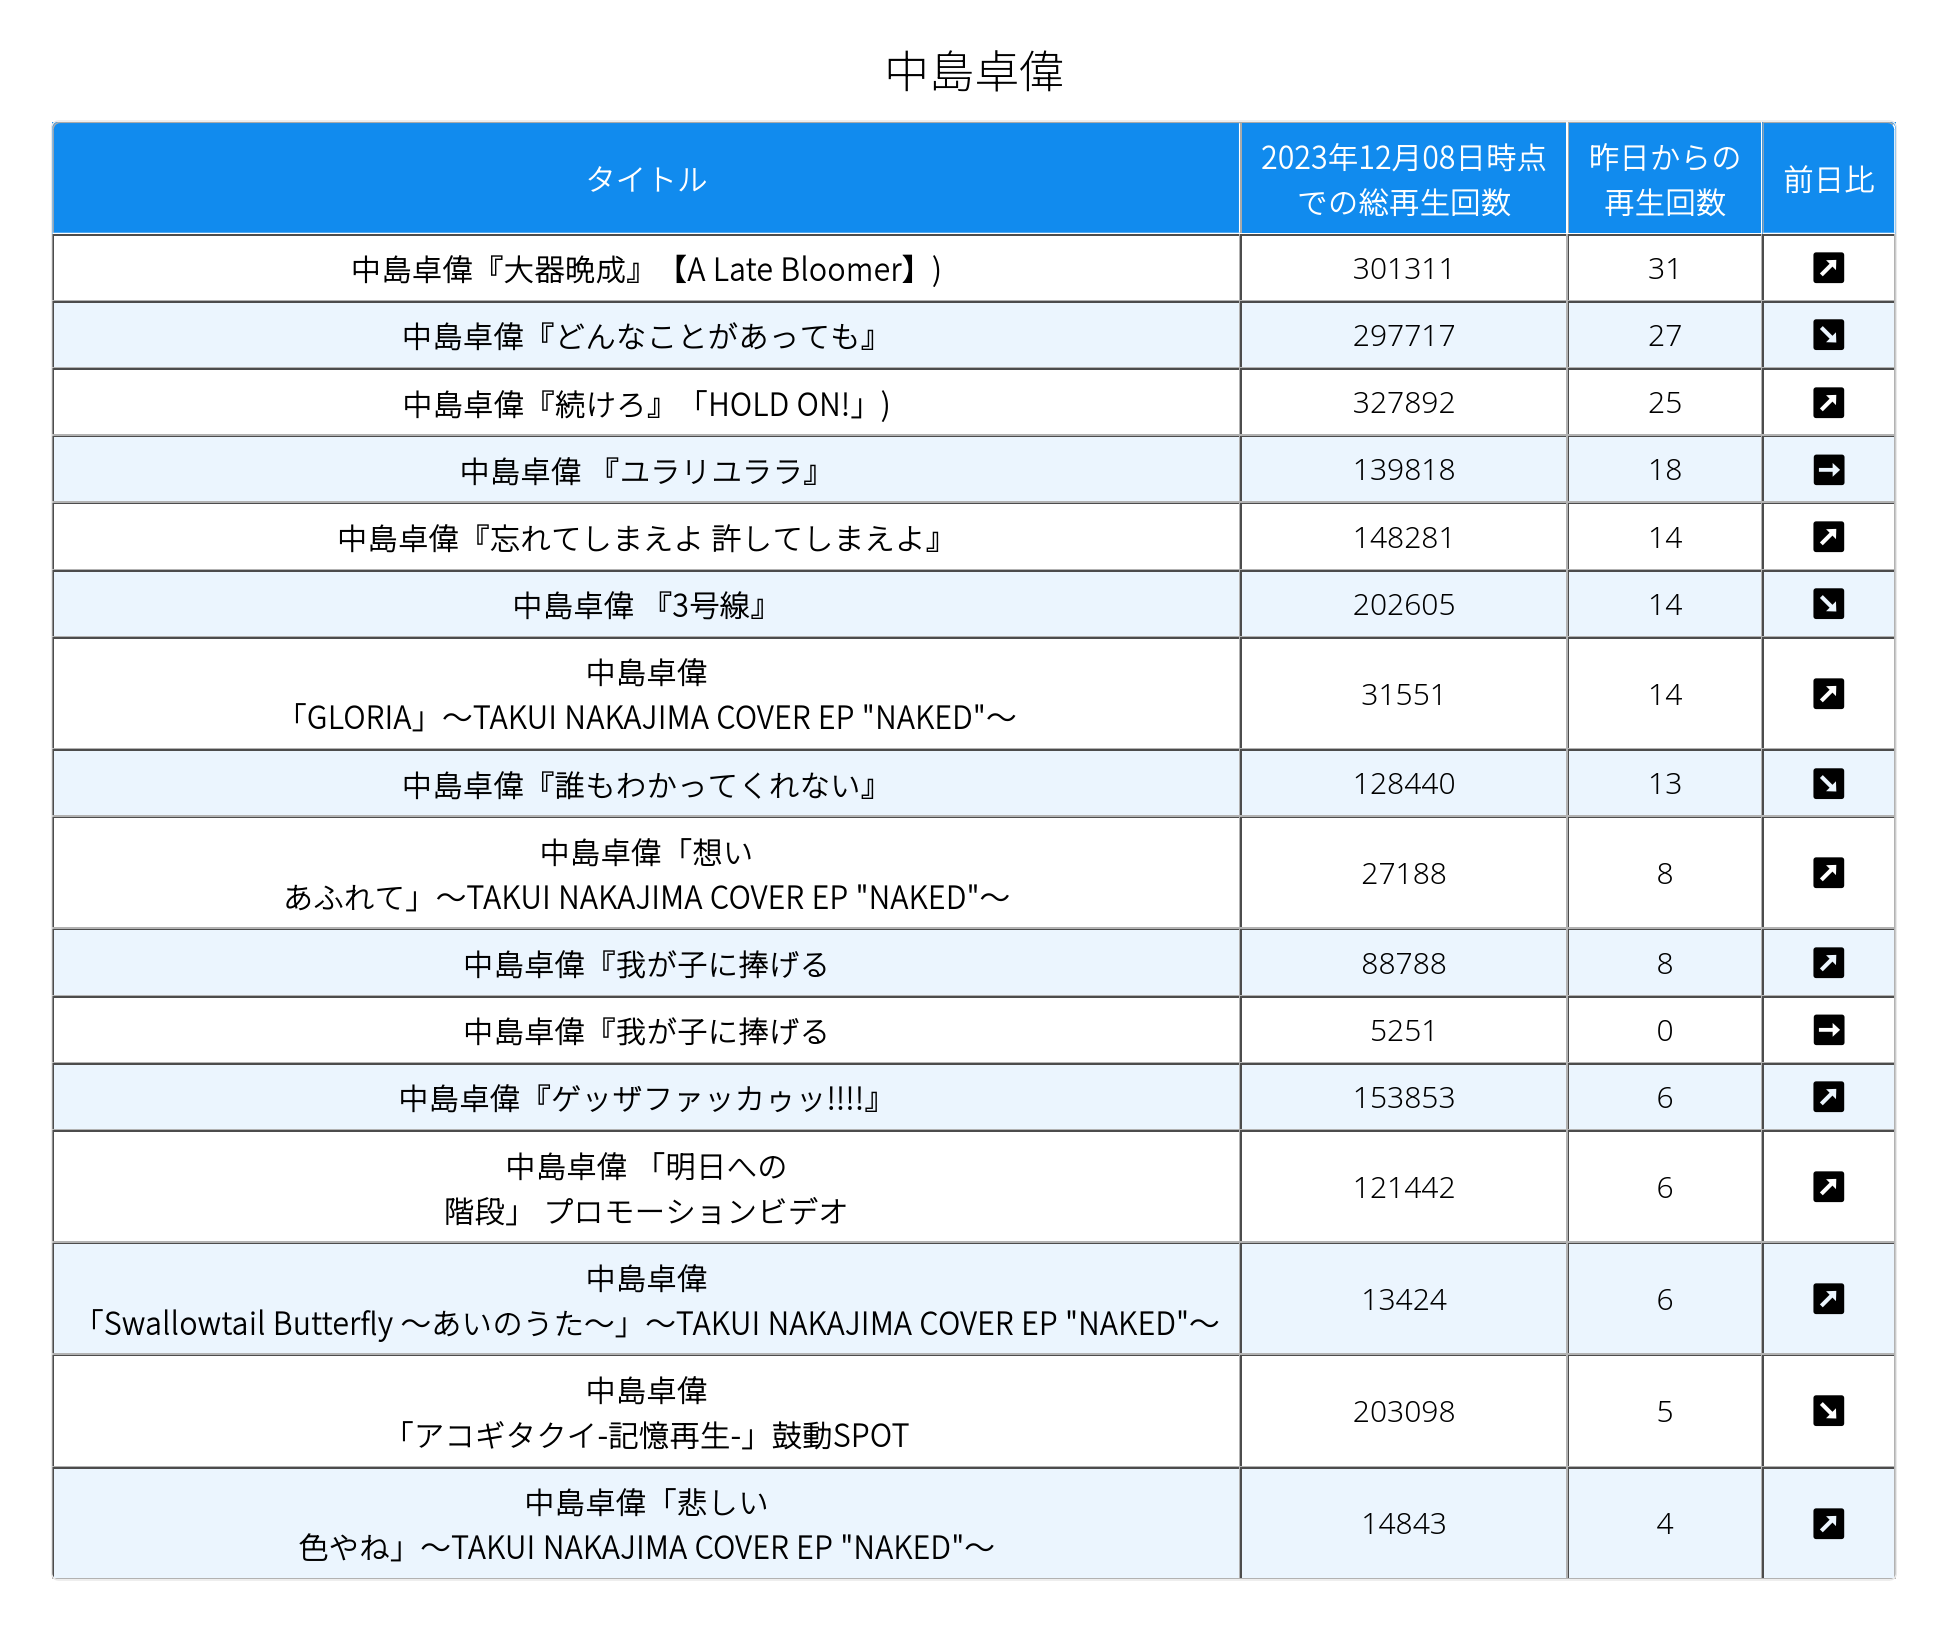 中島卓偉
タイトル
2023年12月08日時点
での総再生回数
昨日からの
再生回数
前日比
中島卓偉『大器晩成』【A Late Bloomer】)
301311
31
中島卓偉『どんなことがあっても』
297717
27
中島卓偉『続けろ』「HOLD ON!」)
327892
25
中島卓偉 『ユラリユララ』
139818
18
中島卓偉『忘れてしまえよ 許してしまえよ』
148281
14
中島卓偉 『3号線』
202605
14
中島卓偉
「GLORIA」～TAKUI NAKAJIMA COVER EP "NAKED"～
31551
14
中島卓偉『誰もわかってくれない』
128440
13
中島卓偉「想い
あふれて」～TAKUI NAKAJIMA COVER EP "NAKED"～
27188
8
中島卓偉『我が子に捧げる
88788
8
中島卓偉『我が子に捧げる
5251
0
中島卓偉『ゲッザファッカゥッ!!!!』
153853
6
中島卓偉 「明日への
階段」 プロモーションビデオ
121442
6
中島卓偉
「Swallowtail Butterfly ～あいのうた～」～TAKUI NAKAJIMA COVER EP "NAKED"～
13424
6
中島卓偉
「アコギタクイ-記憶再生-」鼓動SPOT
203098
5
中島卓偉「悲しい
色やね」～TAKUI NAKAJIMA COVER EP "NAKED"～
14843
4